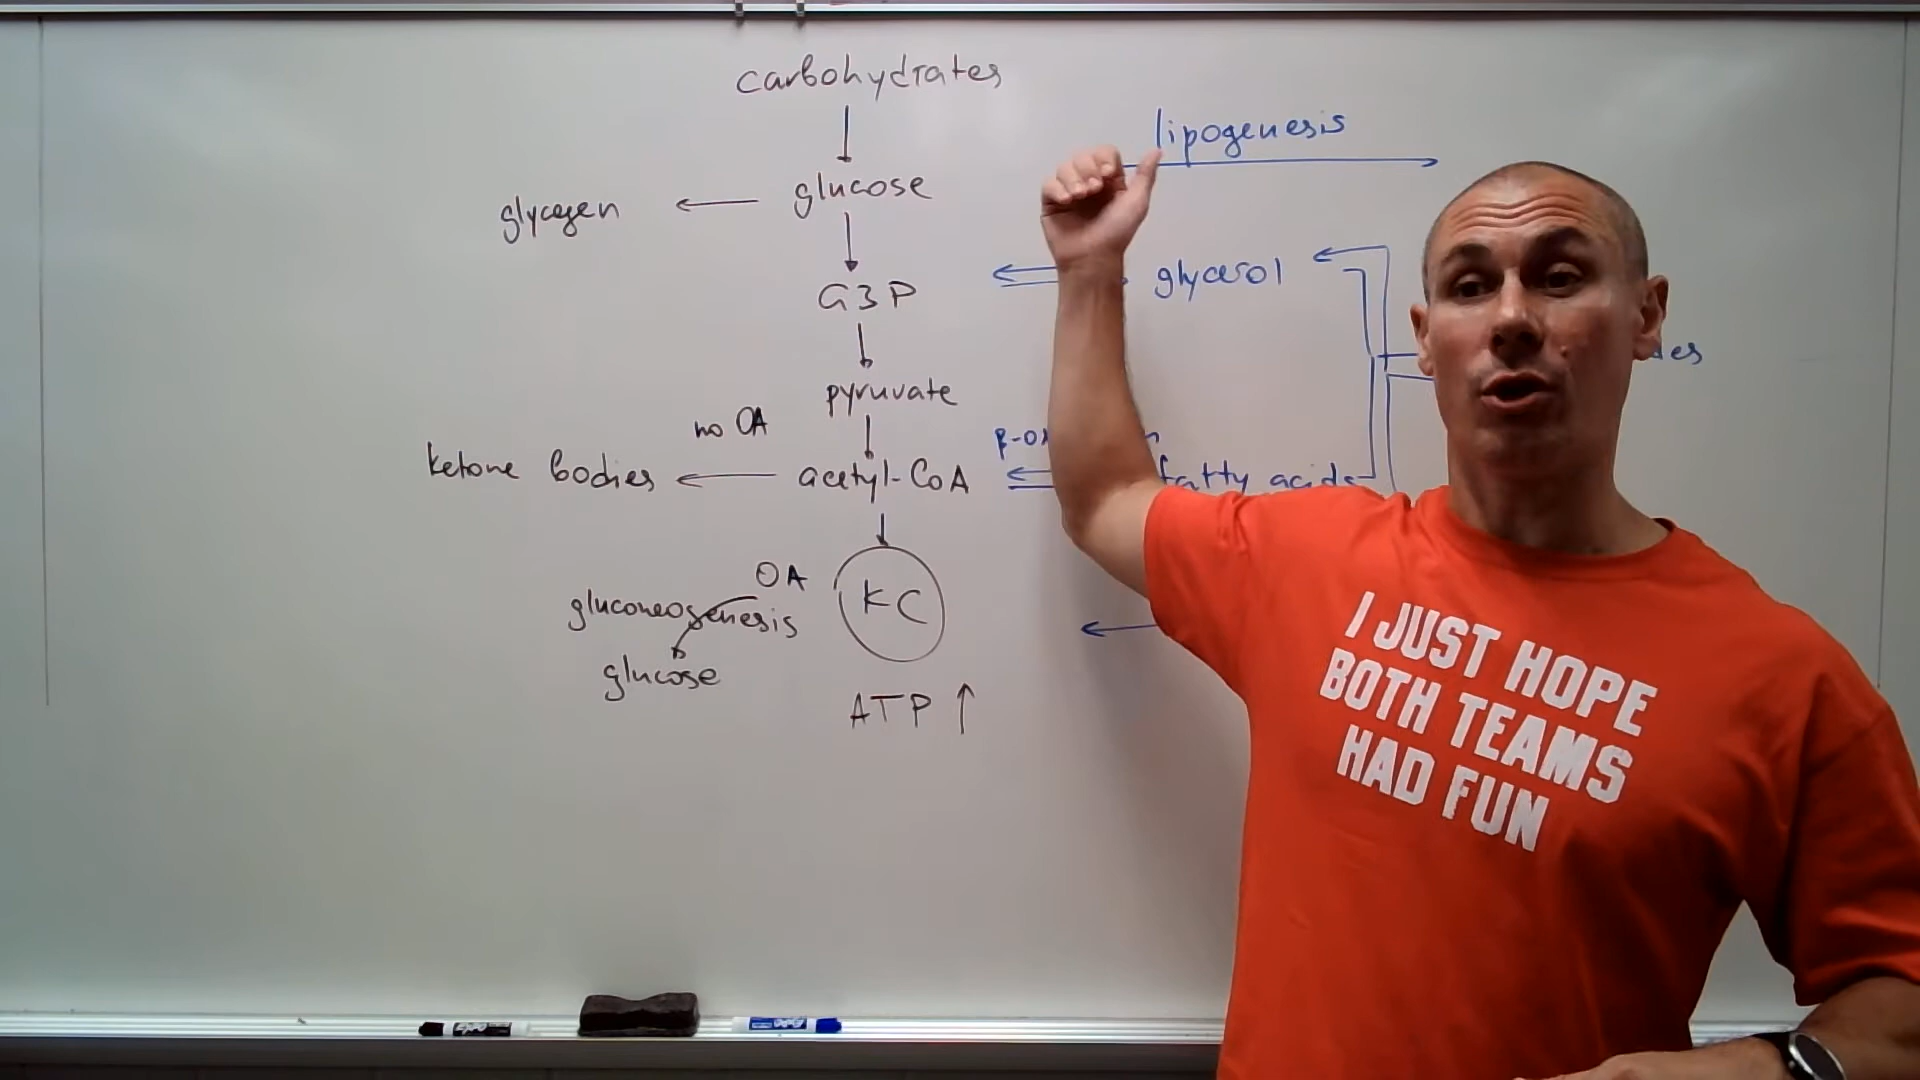 carbohydrates
lipogenesis
glucose
glycogen
glycerol
G3P
pyruvate
no OA
ketone bodies
acetyl-CoA
fatty acids
OA
KC
gluconeogenesis
glucose
ATP ↑
I JUST HOPE
BOTH TEAMS
HAD FUN
EXPO